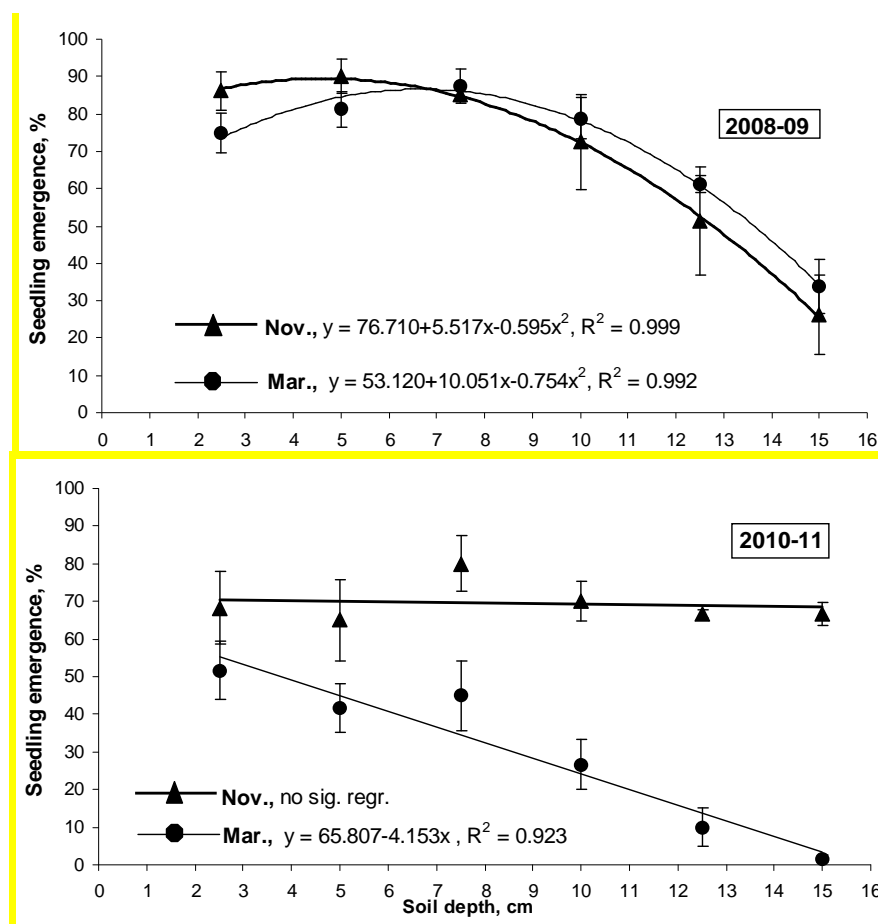 100
90
80
70
60
50
40
30
20
10
0
Seedling emergence, %
2008-09
Nov., y = 76.710+5.517x-0.595x², R² = 0.999
Mar., y = 53.120+10.051x-0.754x², R² = 0.992
0 1 2 3 4 5 6 7 8 9 10 11 12 13 14 15 16
100
90
80
70
60
50
40
30
20
10
0
Seedling emergence, %
2010-11
Nov., no sig. regr.
Mar., y = 65.807-4.153x , R² = 0.923
0 1 2 3 4 5 6 7 8 9 10 11 12 13 14 15 16
Soil depth, cm